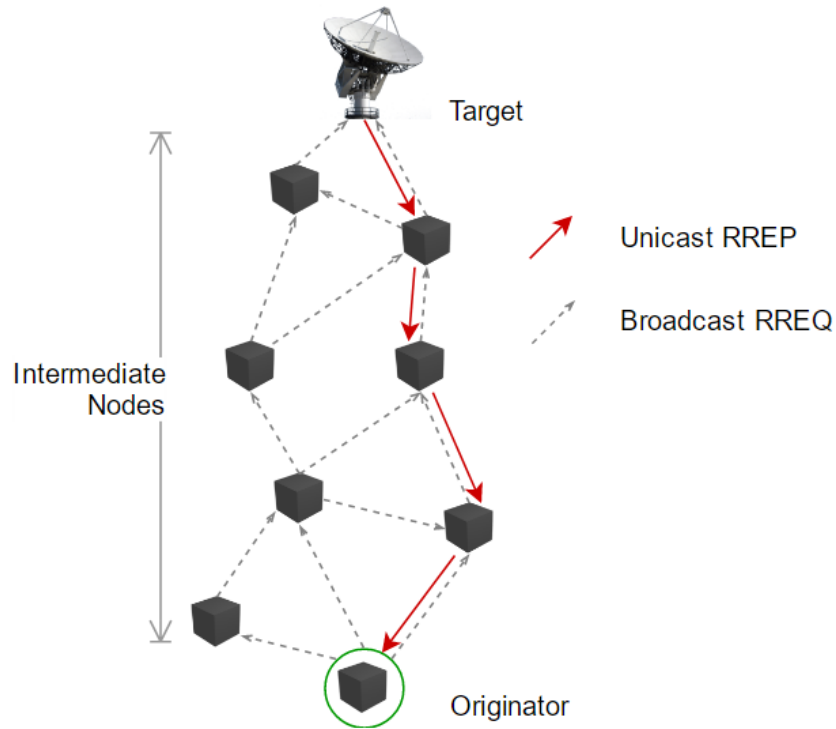 Target
Unicast RREP
Broadcast RREQ
Intermediate
Nodes
Originator